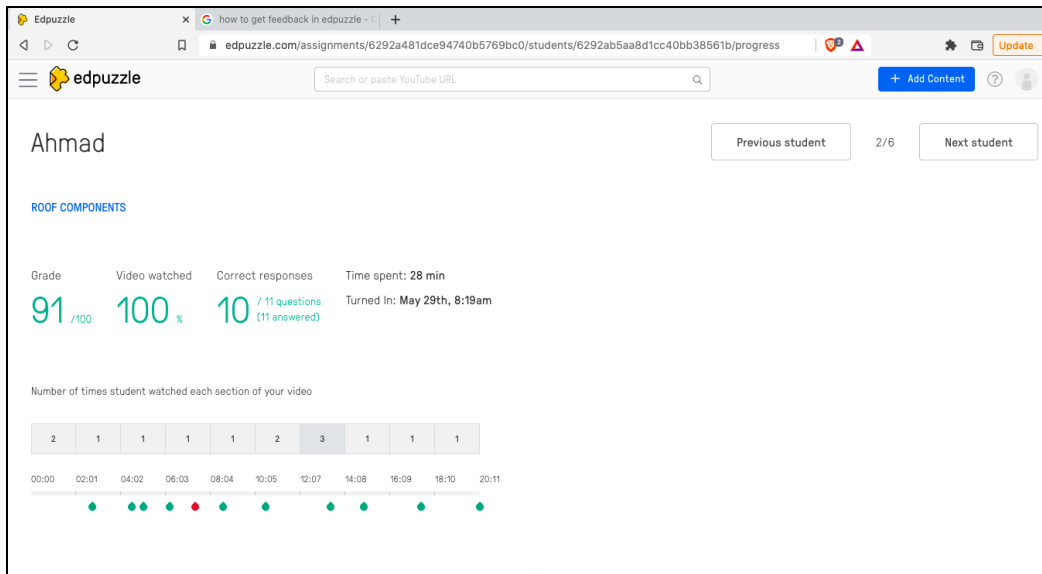 Edpuzzle
how to get feedback in edpuzzle -
edpuzzle.com/assignments/6292a481dce94740b5769bc0/students/6292ab5aa8d1cc40bb38561b/progress
3
Update
edpuzzle
Search or paste YouTube URL
+ Add Content
?
Ahmad
Previous student
2/6
Next student
ROOF COMPONENTS
Grade Video watched Correct responses Time spent: 28 min
91 /100 100 % 10 / 11 questions Turned In: May 29th, 8:19am
(11 answered)
Number of times student watched each section of your video
2 1 1 1 1 2 3 1 1 1
00:00 02:01 04:02 06:03 08:04 10:05 12:07 14:08 16:09 18:10 20:11